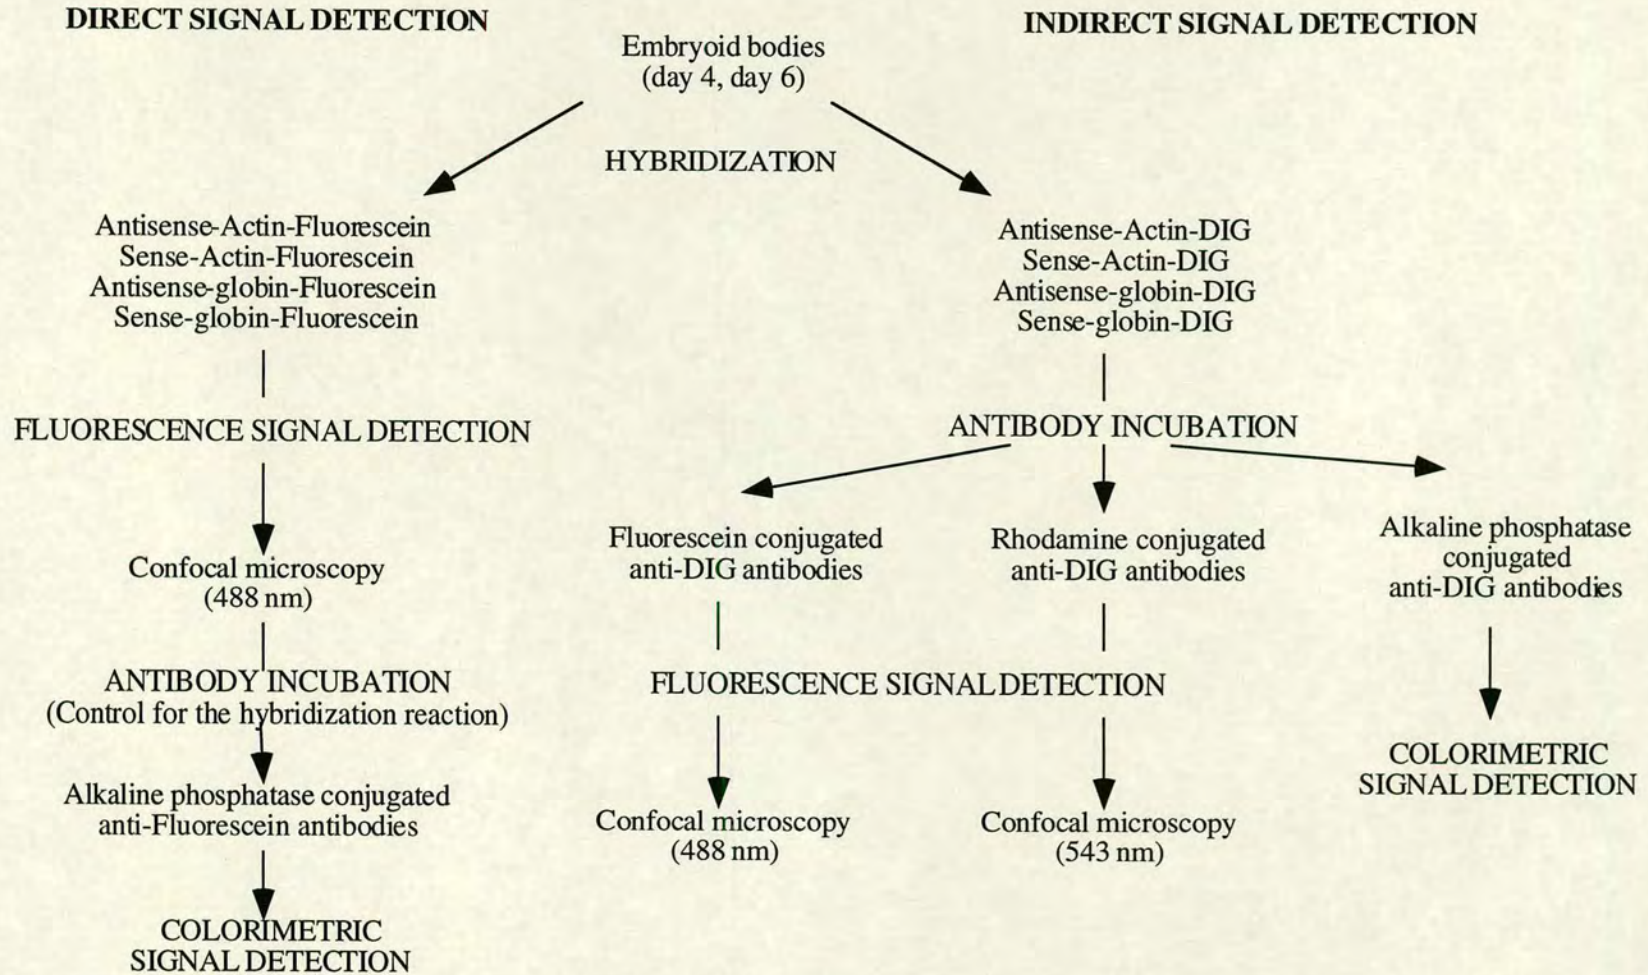 DIRECT SIGNAL DETECTION
INDIRECT SIGNAL DETECTION
Embryoid bodies
(day 4, day 6)
HYBRIDIZATION
Antisense-Actin-Fluorescein
Sense-Actin-Fluorescein
Antisense-globin-Fluorescein
Sense-globin-Fluorescein
FLUORESCENCE SIGNAL DETECTION
Confocal microscopy
(488 nm)
ANTIBODY INCUBATION
(Control for the hybridization reaction)
Alkaline phosphatase conjugated
anti-Fluorescein antibodies
COLORIMETRIC
SIGNAL DETECTION
Antisense-Actin-DIG
Sense-Actin-DIG
Antisense-globin-DIG
Sense-globin-DIG
ANTIBODY INCUBATION
Fluorescein conjugated
anti-DIG antibodies
Rhodamine conjugated
anti-DIG antibodies
Alkaline phosphatase
conjugated
anti-DIG antibodies
FLUORESCENCE SIGNAL DETECTION
Confocal microscopy
(488 nm)
Confocal microscopy
(543 nm)
COLORIMETRIC
SIGNAL DETECTION